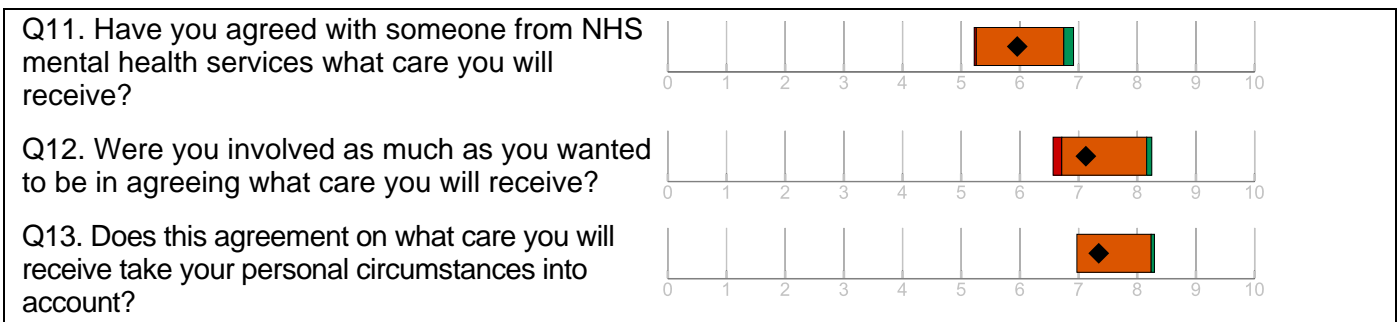 Q11. Have you agreed with someone from NHS
mental health services what care you will
receive?
0 1 2 3 4 5 6 7 8 9 10
Q12. Were you involved as much as you wanted
to be in agreeing what care you will receive?
0 1 2 3 4 5 6 7 8 9 10
Q13. Does this agreement on what care you will
receive take your personal circumstances into
account?
0 1 2 3 4 5 6 7 8 9 10